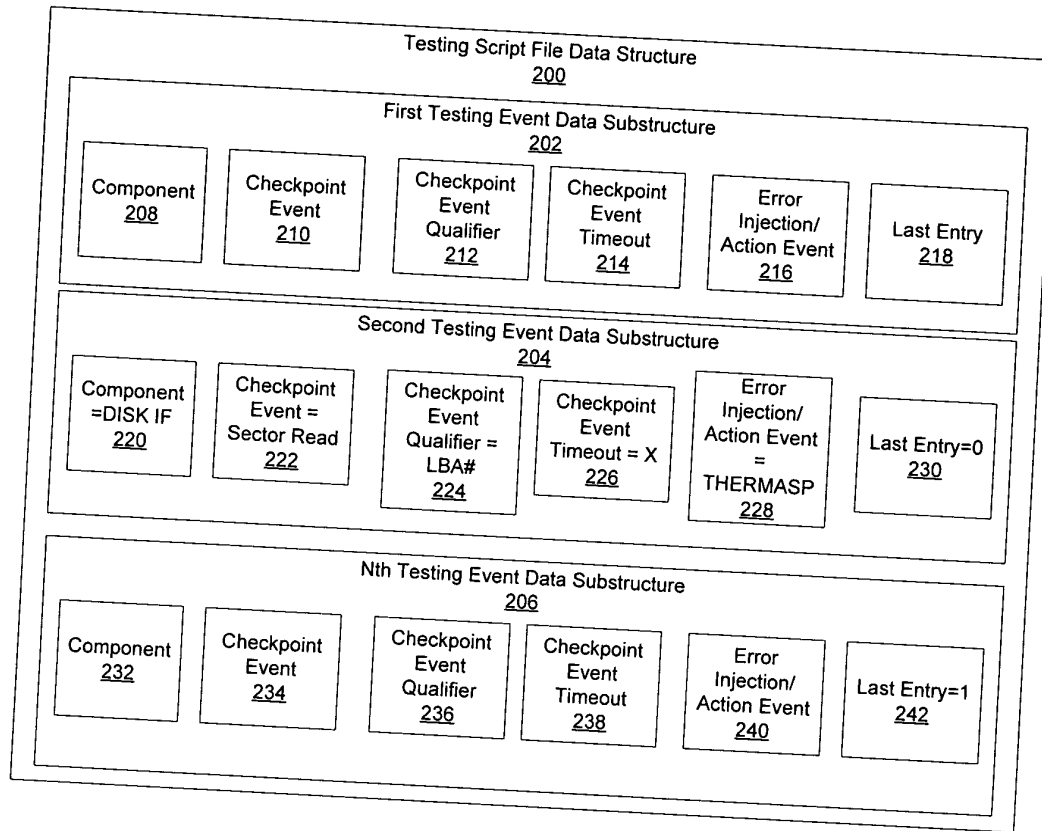 Testing Script File Data Structure
200
First Testing Event Data Substructure
202
Component
208
Checkpoint
Event
210
Checkpoint
Event
Qualifier
212
Checkpoint
Event
Timeout
214
Error
Injection/
Action Event
216
Last Entry
218
Second Testing Event Data Substructure
204
Component
=DISK IF
220
Checkpoint
Event =
Sector Read
222
Checkpoint
Event
Qualifier =
LBA#
224
Checkpoint
Event
Timeout = X
226
Error
Injection/
Action Event
=
THERMASP
228
Last Entry=0
230
Nth Testing Event Data Substructure
206
Component
232
Checkpoint
Event
234
Checkpoint
Event
Qualifier
236
Checkpoint
Event
Timeout
238
Error
Injection/
Action Event
240
Last Entry=1
242